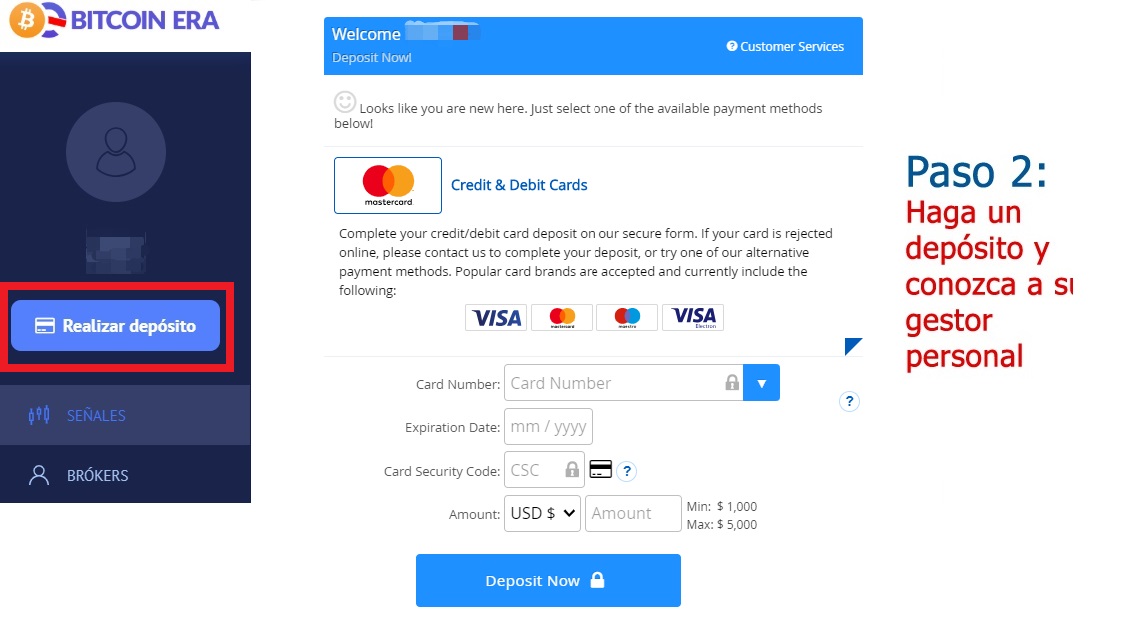 BITCOIN ERA
Realizar depósito
SEÑALES
BRÓKERS
Welcome
Deposit Now!
Customer Services
Looks like you are new here. Just select one of the available payment methods
below!
mastercard.
Credit & Debit Cards
Complete your credit/debit card deposit on our secure form. If your card is rejected
online, please contact us to complete your deposit, or try one of our alternative
payment methods. Popular card brands are accepted and currently include the
following:
VISA mastercard maestro VISA Electron
Card Number: Card Number
Expiration Date: mm / yyyy
Card Security Code: CSC ?
Amount: USD $ Amount Min: $ 1,000
Max: $ 5,000
Deposit Now
Paso 2:
Haga un
depósito y
conozca a su
gestor
personal